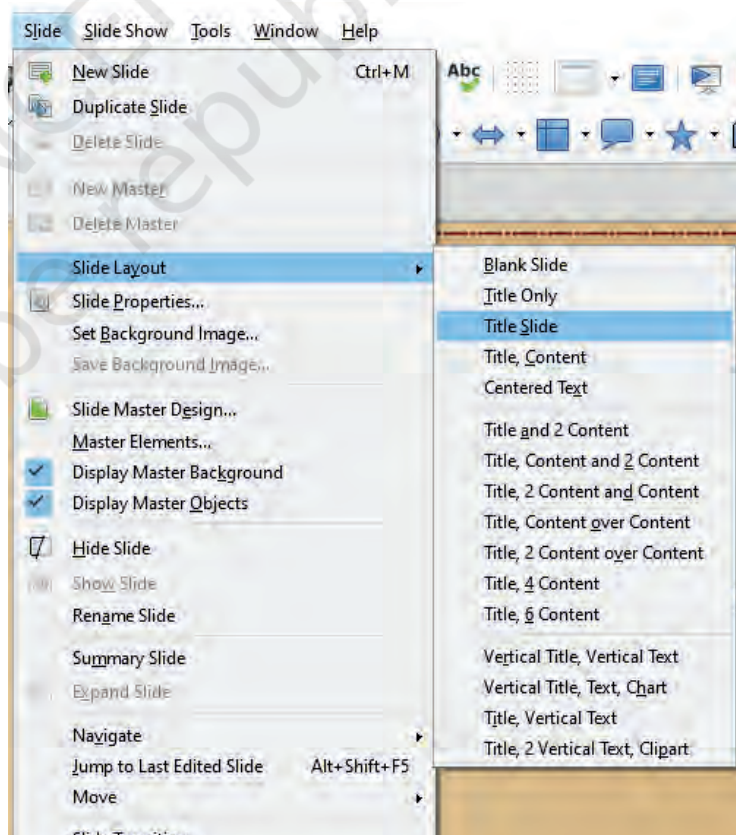 Slide Slide Show Tools Window Help
New Slide Ctrl+M
Duplicate Slide
Delete Slide
New Master
Delete Master
Slide Layout
Slide Properties...
Set Background Image...
Save Background Image...
Slide Master Design...
Master Elements...
Display Master Background
Display Master Objects
Hide Slide
Show Slide
Rename Slide
Summary Slide
Expand Slide
Navigate
Jump to Last Edited Slide Alt+Shift+F5
Move
Abc
Blank Slide
Title Only
Title Slide
Title, Content
Centered Text
Title and 2 Content
Title, Content and 2 Content
Title, 2 Content and Content
Title, Content over Content
Title, 2 Content over Content
Title, 4 Content
Title, 6 Content
Vertical Title, Vertical Text
Vertical Title, Text, Chart
Title, Vertical Text
Title, 2 Vertical Text, Clipart